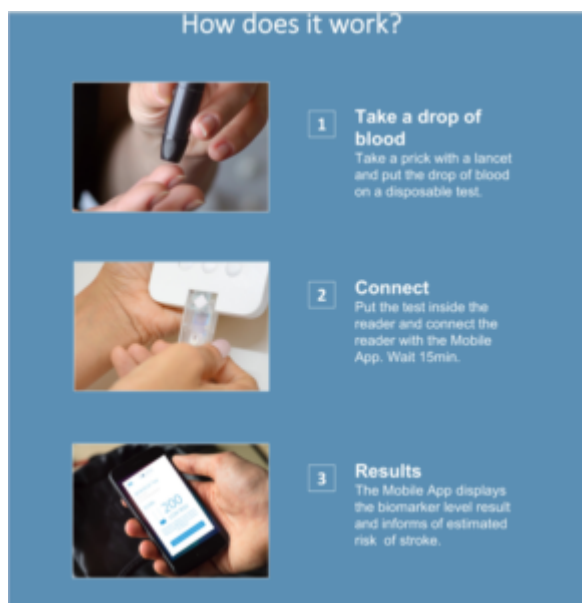 How does it work?
1
Take a drop of
blood
Take a prick with a lancet
and put the drop of blood
on a disposable test.
2
Connect
Put the test inside the
reader and connect the
reader with the Mobile
App. Wait 15min.
200
3
Results
The Mobile App displays
the biomarker level result
and informs of estimated
risk of stroke.